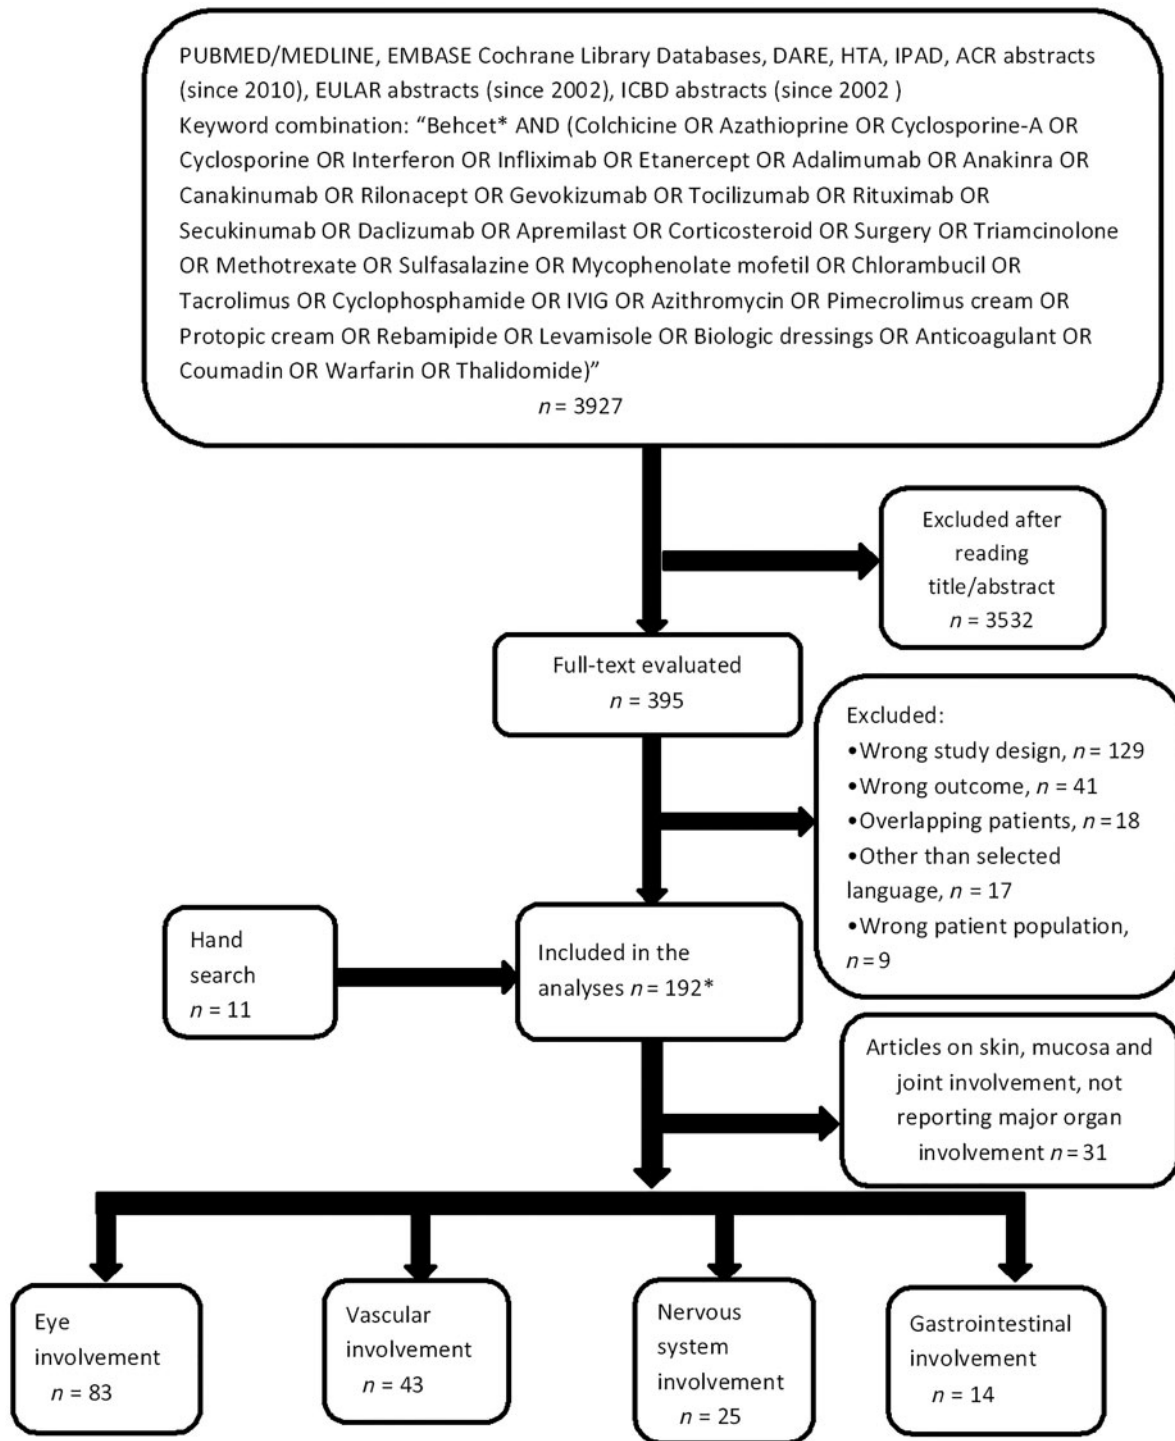 PUBMED/MEDLINE, EMBASE Cochrane Library Databases, DARE, HTA, IPAD, ACR abstracts
(since 2010), EULAR abstracts (since 2002), ICBD abstracts (since 2002 )
Keyword combination: “Behcet* AND (Colchicine OR Azathioprine OR Cyclosporine-A OR
Cyclosporine OR Interferon OR Infliximab OR Etanercept OR Adalimumab OR Anakinra OR
Canakinumab OR Rilonacept OR Gevokizumab OR Tocilizumab OR Rituximab OR
Secukinumab OR Daclizumab OR Apremilast OR Corticosteroid OR Surgery OR Triamcinolone
OR Methotrexate OR Sulfasalazine OR Mycophenolate mofetil OR Chlorambucil OR
Tacrolimus OR Cyclophosphamide OR IVIG OR Azithromycin OR Pimecrolimus cream OR
Protopic cream OR Rebamipide OR Levamisole OR Biologic dressings OR Anticoagulant OR
Coumadin OR Warfarin OR Thalidomide)”
n = 3927
Excluded after
reading
title/abstract
n = 3532
Full-text evaluated
n = 395
Excluded:
•Wrong study design, n = 129
•Wrong outcome, n = 41
•Overlapping patients, n = 18
•Other than selected
language, n = 17
•Wrong patient population,
n = 9
Hand
search
n = 11
Included in the
analyses n = 192*
Articles on skin, mucosa and
joint involvement, not
reporting major organ
involvement n = 31
Eye
involvement
n = 83
Vascular
involvement
n = 43
Nervous
system
involvement
n = 25
Gastrointestinal
involvement
n = 14